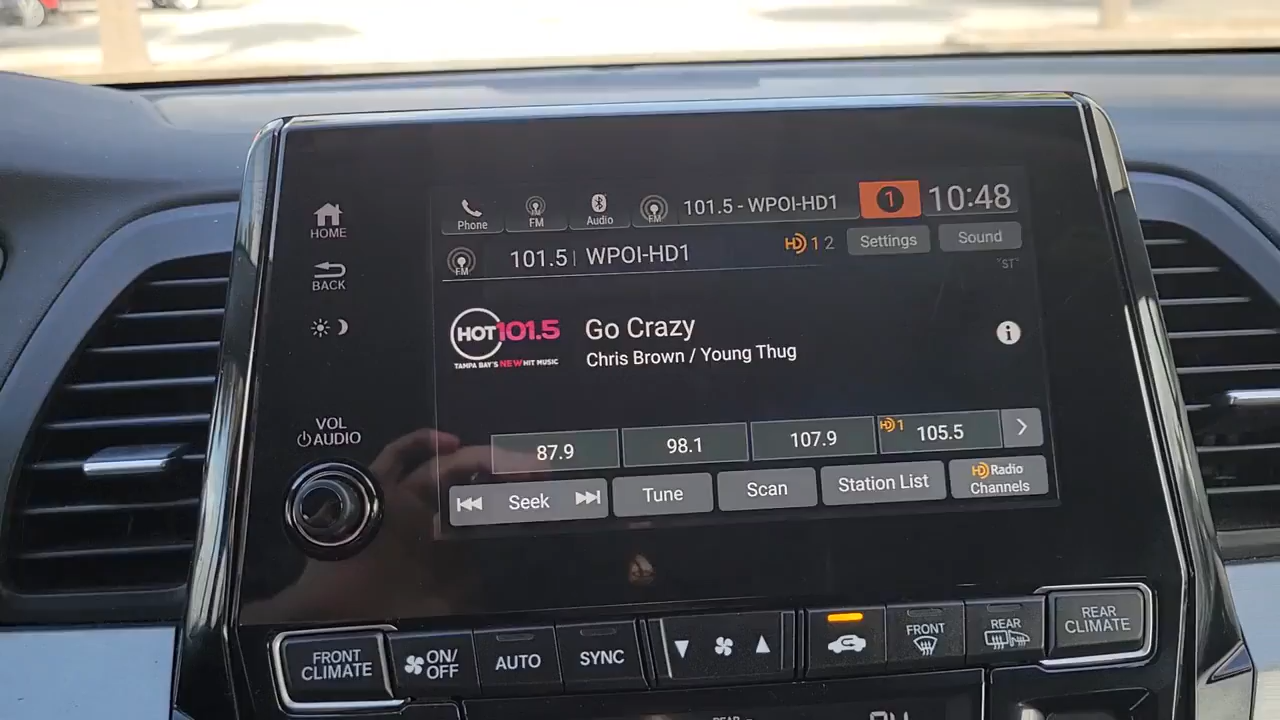 HOME
BACK
VOL
AUDIO
Phone
FM
Audio
FM
101.5 - WPOI-HD1
1
10:48
FM
101.5 | WPOI-HD1
HD 1 2
Settings
Sound
"ST"
HOT 101.5
TAMPA BAY'S NEW HIT MUSIC
Go Crazy
Chris Brown / Young Thug
i
87.9
98.1
107.9
HD 1
105.5
Seek
Tune
Scan
Station List
HD Radio
Channels
FRONT
CLIMATE
ON/
OFF
AUTO
SYNC
FRONT
REAR
REAR
CLIMATE
REAR